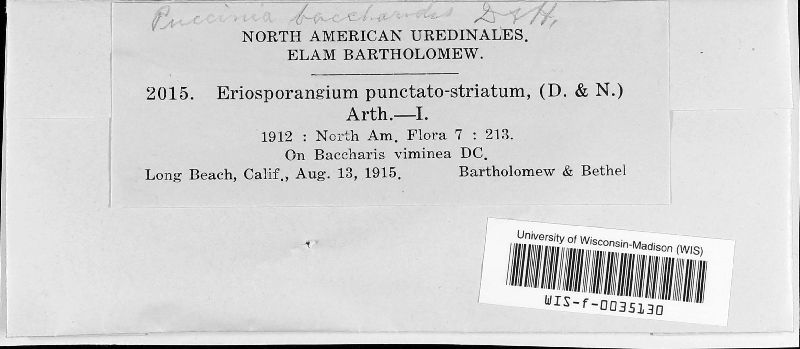 Puccinia baccharidis D & H.
NORTH AMERICAN UREDINALES.
ELAM BARTHOLOMEW.
2015. Eriosporangium punctato-striatum, (D. & N.)
Arth.—I.
1912 : North Am. Flora 7 : 213.
On Baccharis viminea DC.
Long Beach, Calif., Aug. 13, 1915. Bartholomew & Bethel
University of Wisconsin-Madison (WIS)
WIS-f-0035130